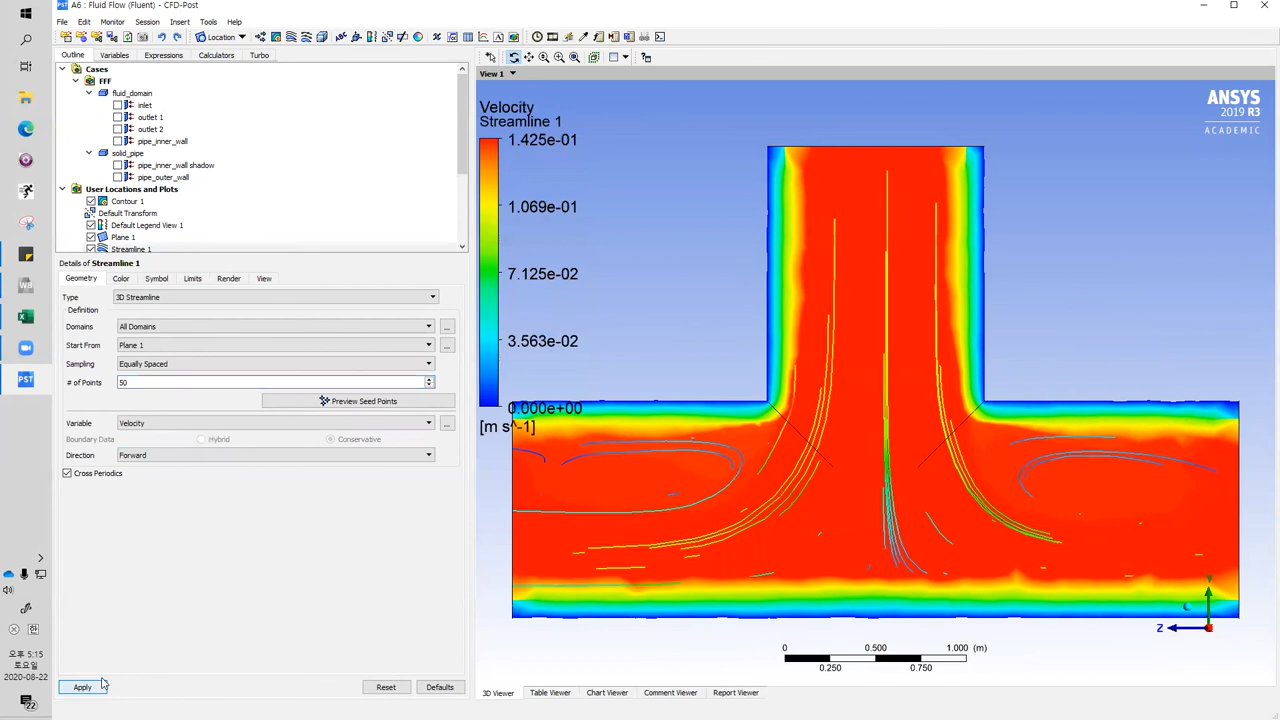 A6 : Fluid Flow (Fluent) - CFD-Post
File Edit Monitor Session Insert Tools Help
Location
Outline Variables Expressions Calculators Turbo
Cases
FFF
fluid_domain
inlet
outlet 1
outlet 2
pipe_inner_wall
solid_pipe
pipe_inner_wall shadow
pipe_outer_wall
User Locations and Plots
Contour 1
Default Transform
Default Legend View 1
Plane 1
Streamline 1
Details of Streamline 1
Geometry Color Symbol Limits Render View
Type 3D Streamline
Definition
Domains All Domains ...
Start From Plane 1 ...
Sampling Equally Spaced
# of Points 50
Preview Seed Points
Variable Velocity ...
Boundary Data Hybrid Conservative
Direction Forward
Cross Periodics
Apply Reset Defaults
View 1
Velocity
Streamline 1
1.425e-01
1.069e-01
7.125e-02
3.563e-02
0.000e+00
[m s^-1]
ANSYS
2019 R3
ACADEMIC
Y
Z
0 0.500 1.000 (m)
0.250 0.750
3D Viewer Table Viewer Chart Viewer Comment Viewer Report Viewer
PST
WB
PST
오후 5:15
토요일
2020-08-22
22